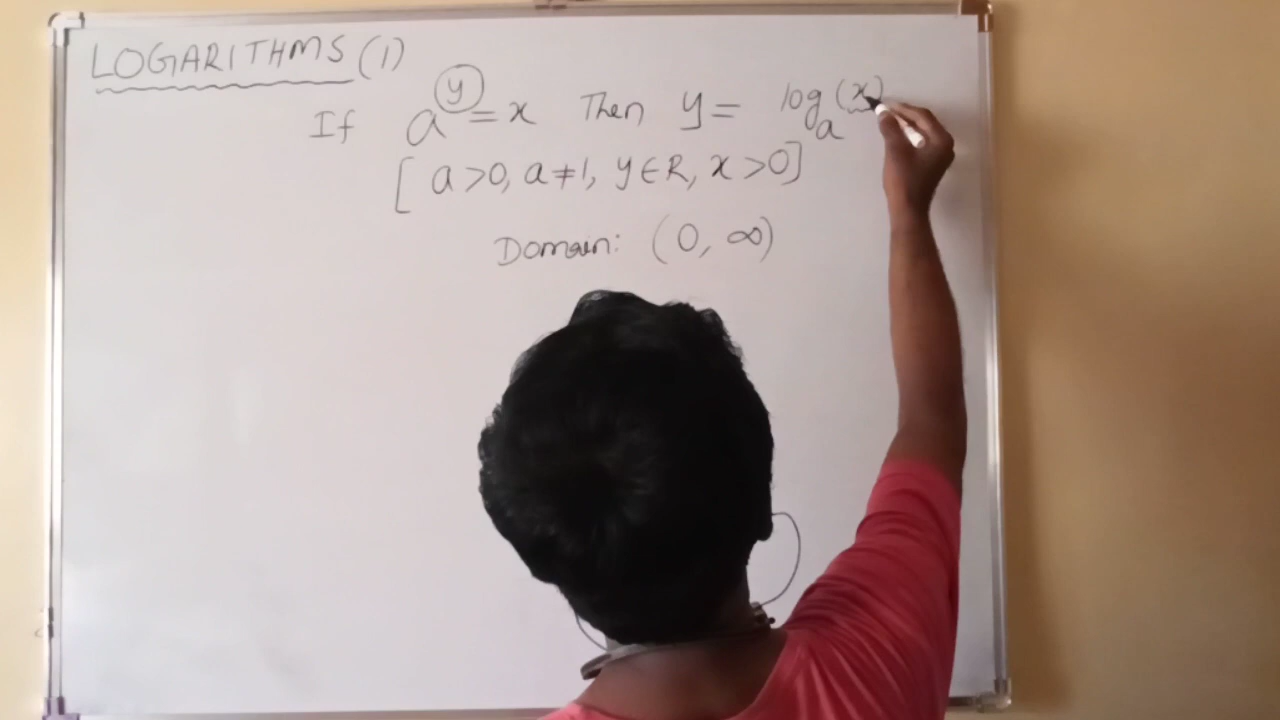 LOGARITHMS (1)
If a^y = x Then y = log_a(x)
[a>0, a≠1, y∈R, x>0]
Domain: (0, ∞)